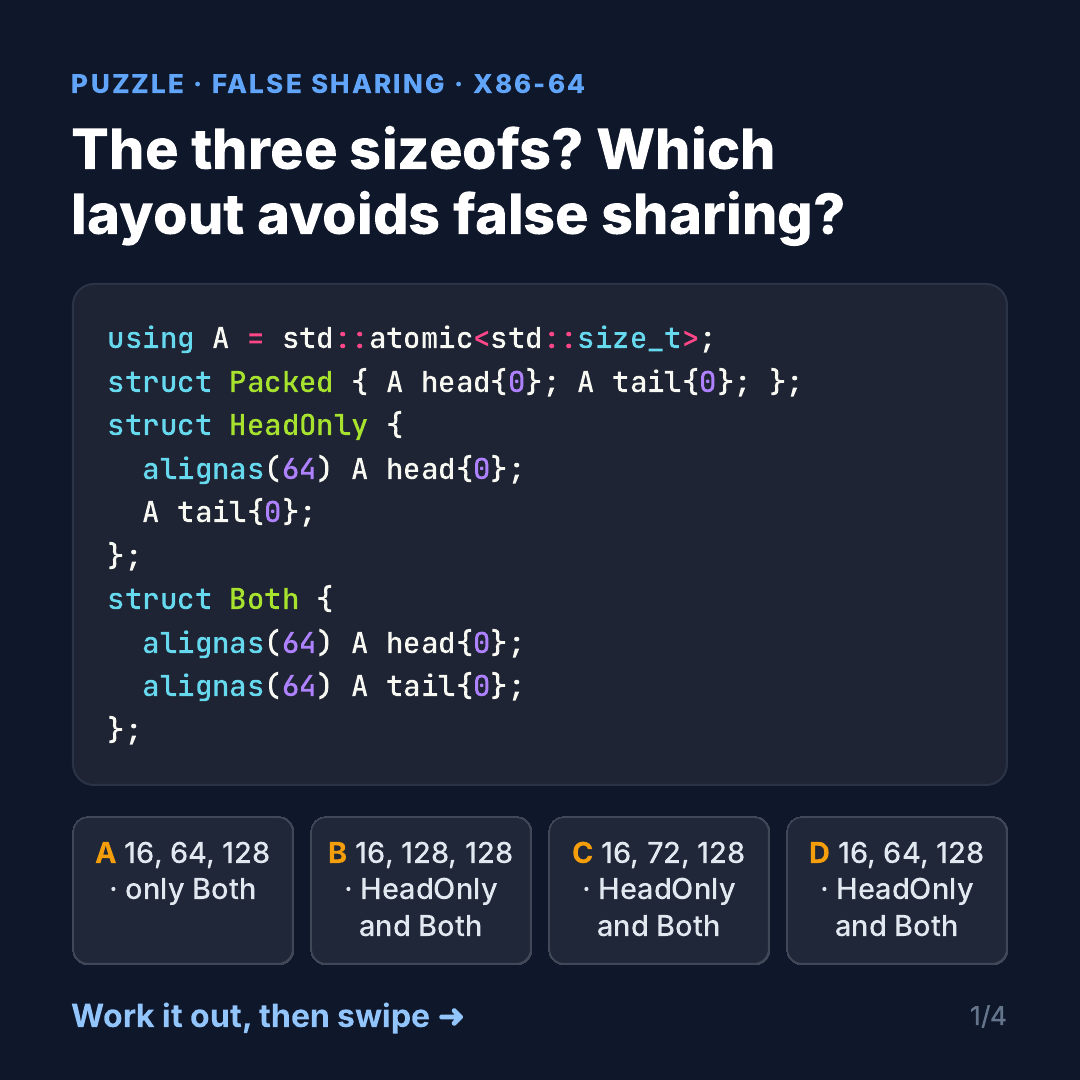 PUZZLE · FALSE SHARING · X86-64
The three sizeofs? Which
layout avoids false sharing?
using A = std::atomic<std::size_t>;
struct Packed { A head{0}; A tail{0}; };
struct HeadOnly {
  alignas(64) A head{0};
  A tail{0};
};
struct Both {
  alignas(64) A head{0};
  alignas(64) A tail{0};
};
A 16, 64, 128
· only Both
B 16, 128, 128
· HeadOnly
and Both
C 16, 72, 128
· HeadOnly
and Both
D 16, 64, 128
· HeadOnly
and Both
Work it out, then swipe ➜
1/4